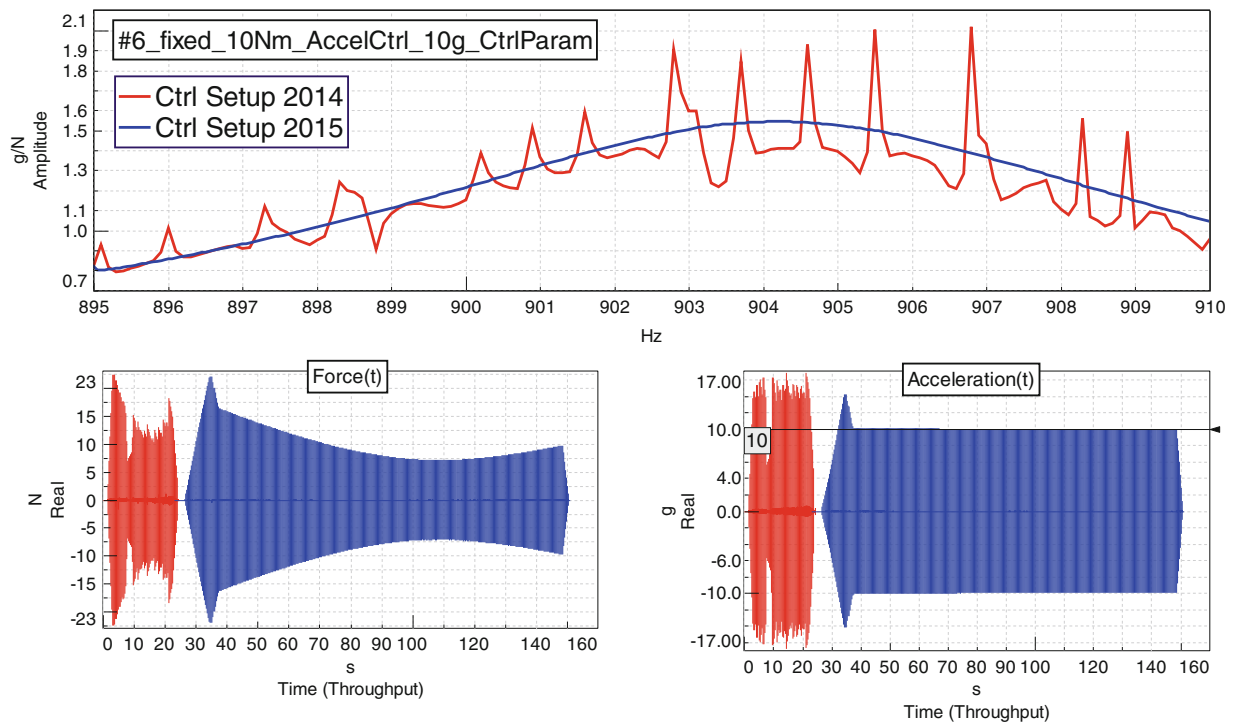 #6_fixed_10Nm_AccelCtrl_10g_CtrlParam
Ctrl Setup 2014
Ctrl Setup 2015
g/N
Amplitude
2.1
1.9
1.8
1.6
1.5
1.3
1.1
1.0
0.7
895 896 897 898 899 900 901 902 903 904 905 906 907 908 909 910
Hz
Force(t)
N
Real
23
15
10
5
0
-5
-10
-15
-23
0 10 20 30 40 50 60 70 80 90 100 120 140 160
s
Time (Throughput)
Acceleration(t)
10
g
Real
17.00
10.0
4.0
0.0
-6.0
-10.0
-17.00
0 10 20 30 40 50 60 70 80 100 120 140 160
s
Time (Throughput)